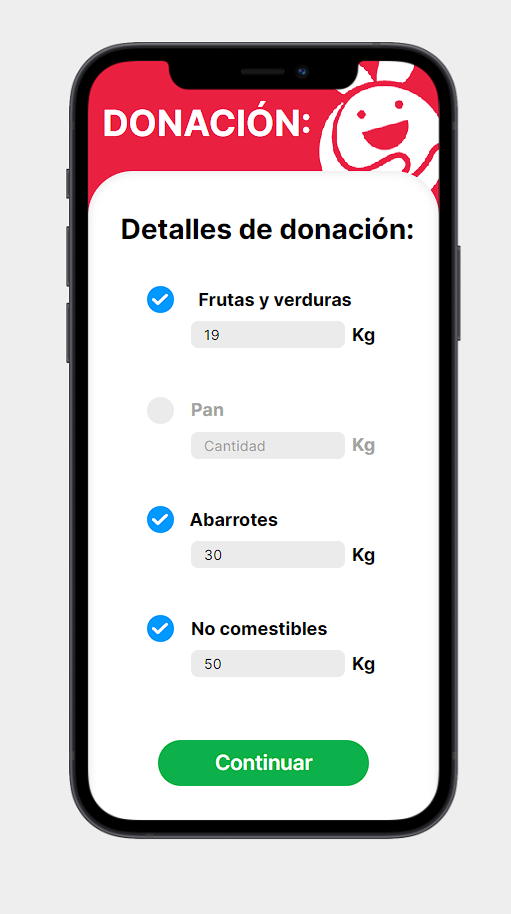 DONACIÓN:
Detalles de donación:
Frutas y verduras
19 Kg
Pan
Cantidad Kg
Abarrotes
30 Kg
No comestibles
50 Kg
Continuar